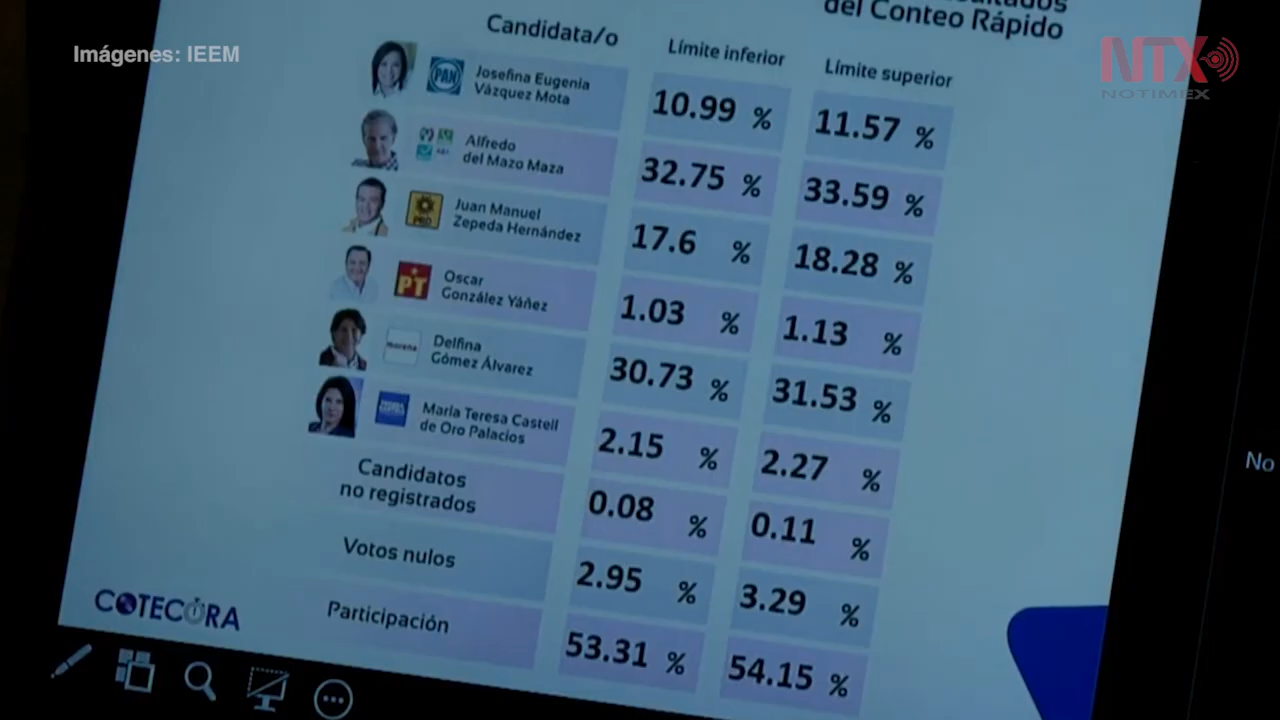 Imágenes: IEEM
NTX
NOTIMEX
del Conteo Rápido
Candidata/o
Límite inferior
Límite superior
PAN
Josefina Eugenia
Vázquez Mota
10.99 %
11.57 %
Alfredo
del Mazo Maza
32.75 %
33.59 %
PRD
Juan Manuel
Zepeda Hernández
17.6 %
18.28 %
PT
Oscar
González Yáñez
1.03 %
1.13 %
morena
Delfina
Gómez Álvarez
30.73 %
31.53 %
María Teresa Castell
de Oro Palacios
2.15 %
2.27 %
Candidatos
no registrados
0.08 %
0.11 %
Votos nulos
2.95 %
3.29 %
Participación
53.31 %
54.15 %
COTECORA
No